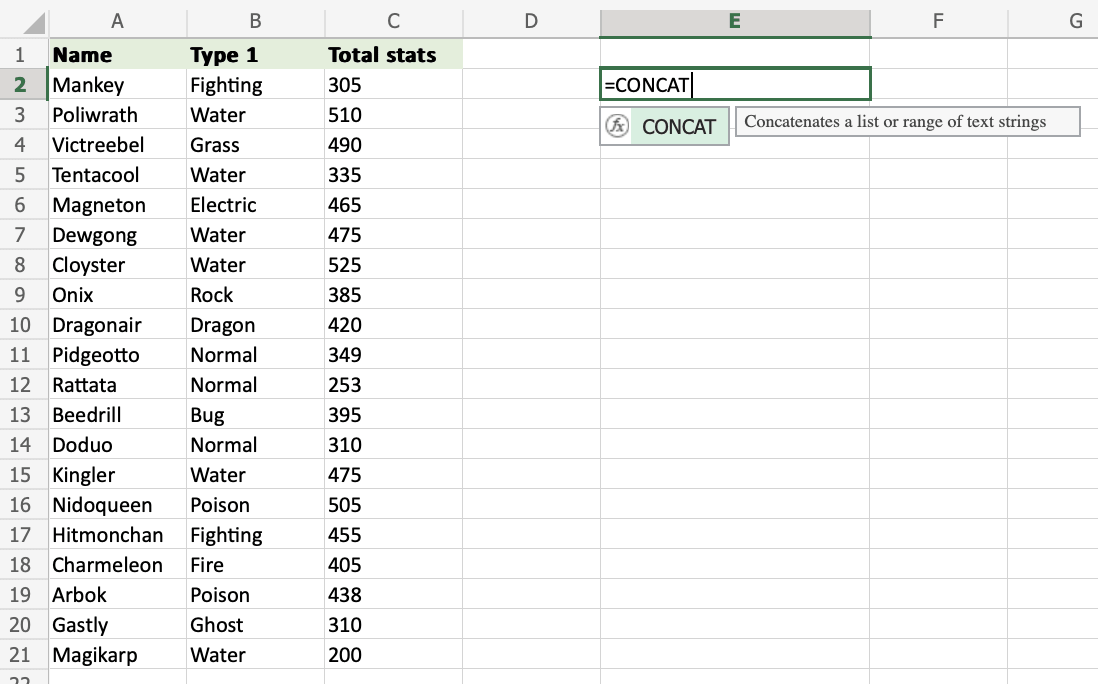 A B C D E F G
1 Name Type 1 Total stats
2 Mankey Fighting 305 =CONCAT
3 Poliwrath Water 510 CONCAT Concatenates a list or range of text strings
4 Victreebel Grass 490
5 Tentacool Water 335
6 Magneton Electric 465
7 Dewgong Water 475
8 Cloyster Water 525
9 Onix Rock 385
10 Dragonair Dragon 420
11 Pidgeotto Normal 349
12 Rattata Normal 253
13 Beedrill Bug 395
14 Doduo Normal 310
15 Kingler Water 475
16 Nidoqueen Poison 505
17 Hitmonchan Fighting 455
18 Charmeleon Fire 405
19 Arbok Poison 438
20 Gastly Ghost 310
21 Magikarp Water 200
22